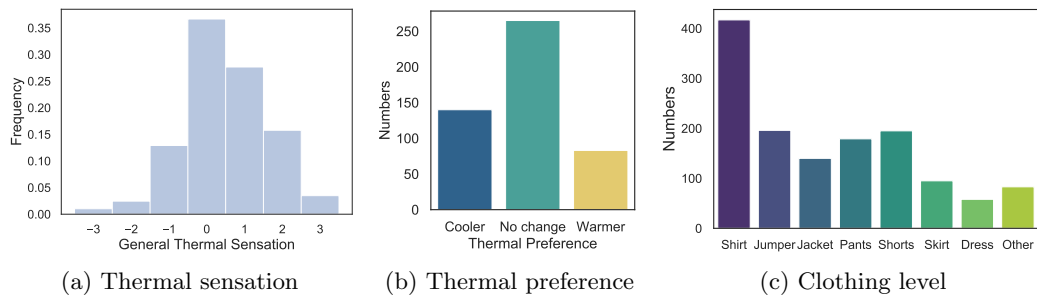 0.35
0.30
0.25
0.20
0.15
0.10
0.05
0.00
Frequency
−3 −2 −1 0 1 2 3
General Thermal Sensation
(a) Thermal sensation
250
200
150
100
50
0
Numbers
Cooler No change Warmer
Thermal Preference
(b) Thermal preference
400
300
200
100
0
Numbers
Shirt Jumper Jacket Pants Shorts Skirt Dress Other
(c) Clothing level